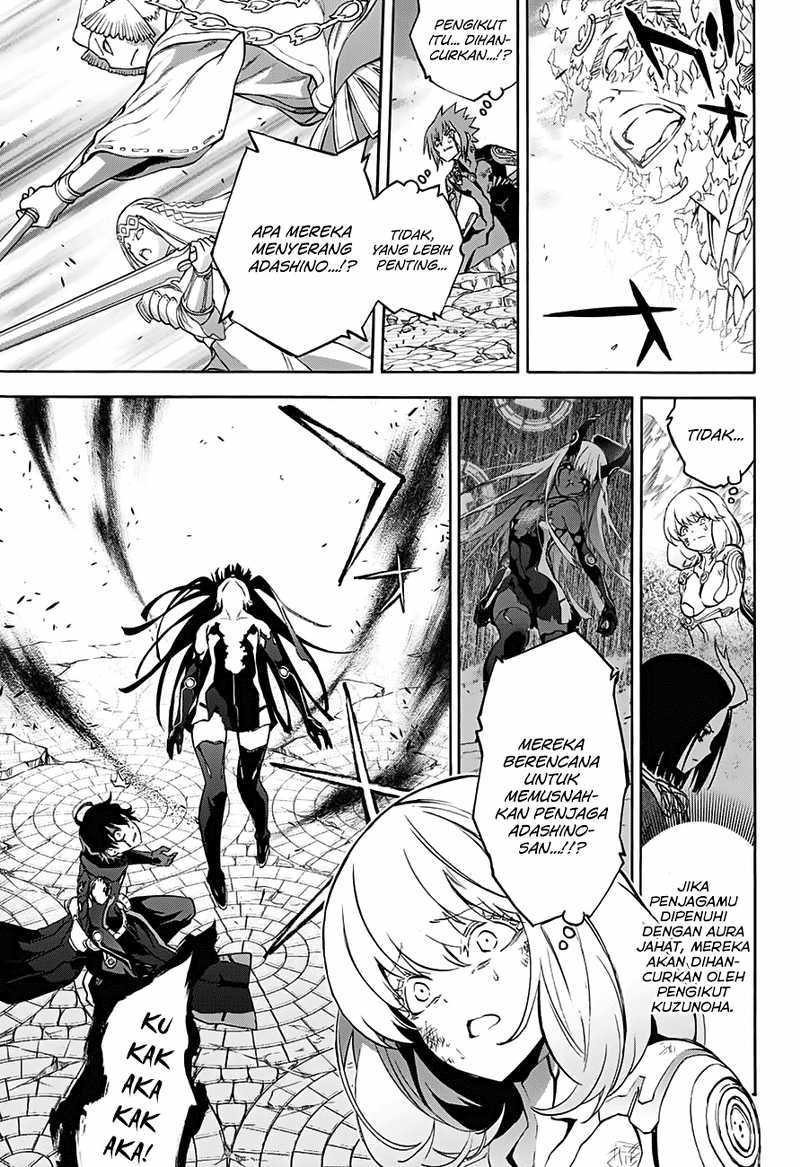 PENGIKUT
ITU... DIHAN-
CURKAN...!?
TIDAK,
YANG LEBIH
PENTING...
APA MEREKA
MENYERANG
ADASHINO...!?
TIDAK...
JIKA
PENJAGAMU
DIPENUHI
DENGAN AURA
JAHAT, MEREKA
AKAN DIHAN-
CURKAN OLEH
PENGIKUT
KUZUNOHA.
MEREKA
BERENCANA
UNTUK
MEMUSNAH-
KAN PENJAGA
ADASHINO-
SAN...!!?
KU
KAK
AKA
KAK
AKA!